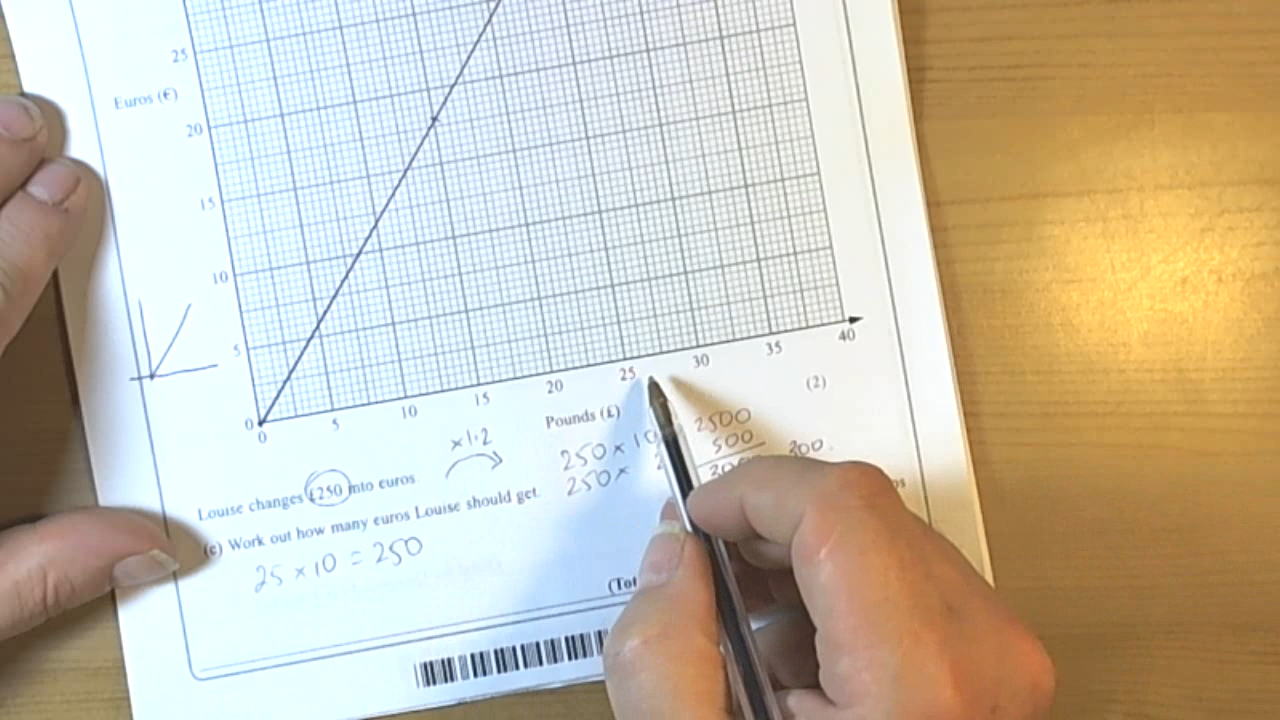 25
Euros (€)
20
15
10
5
0
0 5 10 15 20 25 30 35 40
Pounds (£)
(2)
×1.2
250 × 10 2500
250 × 500
300
Louise changes £250 into euros.
(c) Work out how many euros Louise should get.
25 × 10 = 250
(Tot